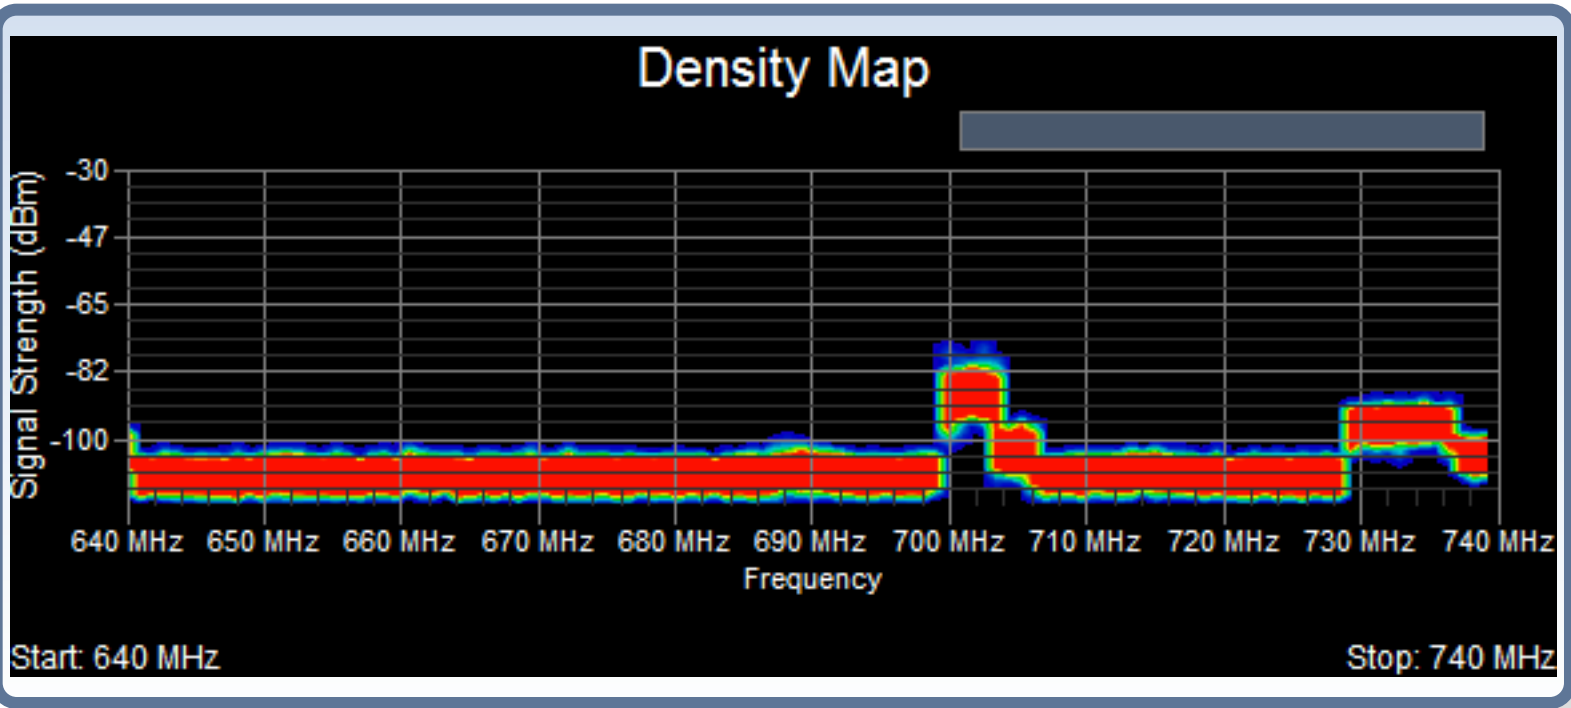 Density Map
Signal Strength (dBm)
-30
-47
-65
-82
-100
640 MHz 650 MHz 660 MHz 670 MHz 680 MHz 690 MHz 700 MHz 710 MHz 720 MHz 730 MHz 740 MHz
Frequency
Start: 640 MHz Stop: 740 MHz